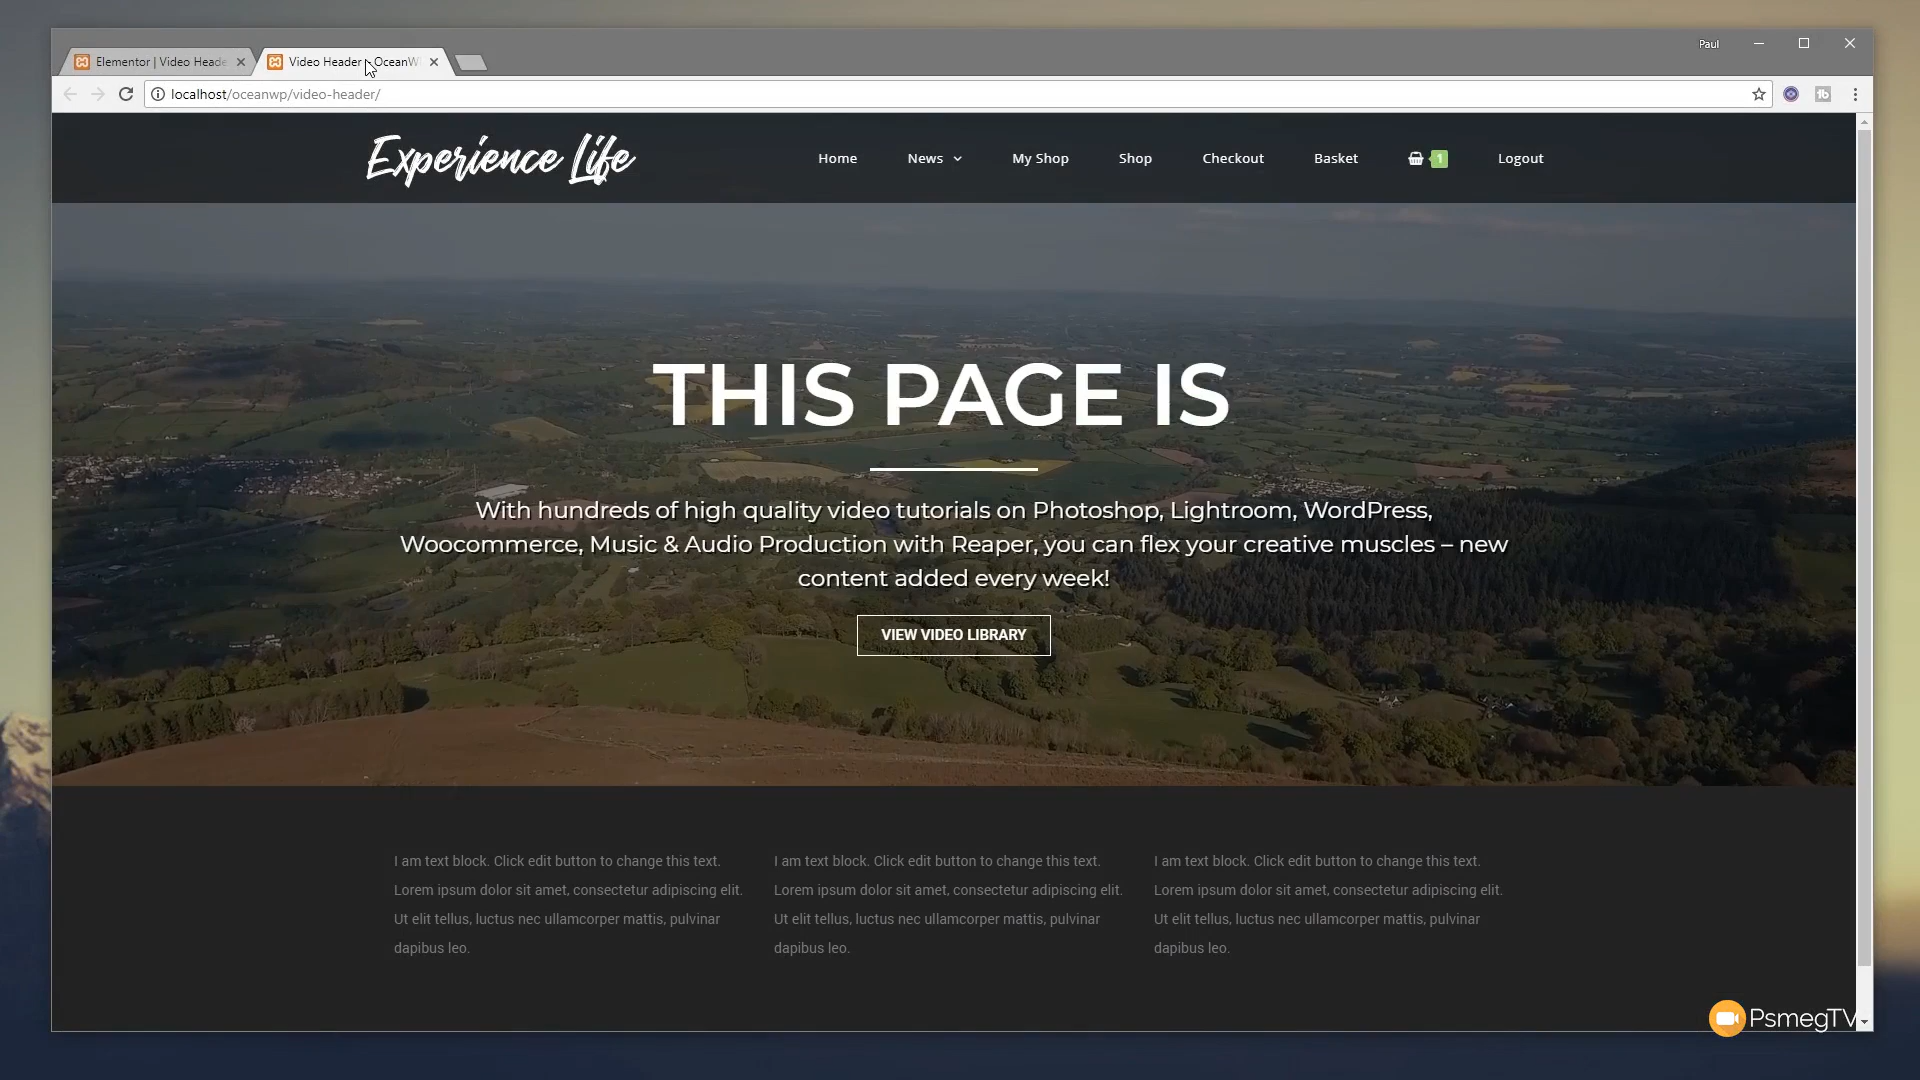 Paul
Elementor | Video Heade
Video Header - OceanW
localhost/oceanwp/video-header/
Experience Life
Home
News
My Shop
Shop
Checkout
Basket
1
Logout
THIS PAGE IS
With hundreds of high quality video tutorials on Photoshop, Lightroom, WordPress,
Woocommerce, Music & Audio Production with Reaper, you can flex your creative muscles – new
content added every week!
VIEW VIDEO LIBRARY
I am text block. Click edit button to change this text.
Lorem ipsum dolor sit amet, consectetur adipiscing elit.
Ut elit tellus, luctus nec ullamcorper mattis, pulvinar
dapibus leo.
I am text block. Click edit button to change this text.
Lorem ipsum dolor sit amet, consectetur adipiscing elit.
Ut elit tellus, luctus nec ullamcorper mattis, pulvinar
dapibus leo.
I am text block. Click edit button to change this text.
Lorem ipsum dolor sit amet, consectetur adipiscing elit.
Ut elit tellus, luctus nec ullamcorper mattis, pulvinar
dapibus leo.
PsmegTV